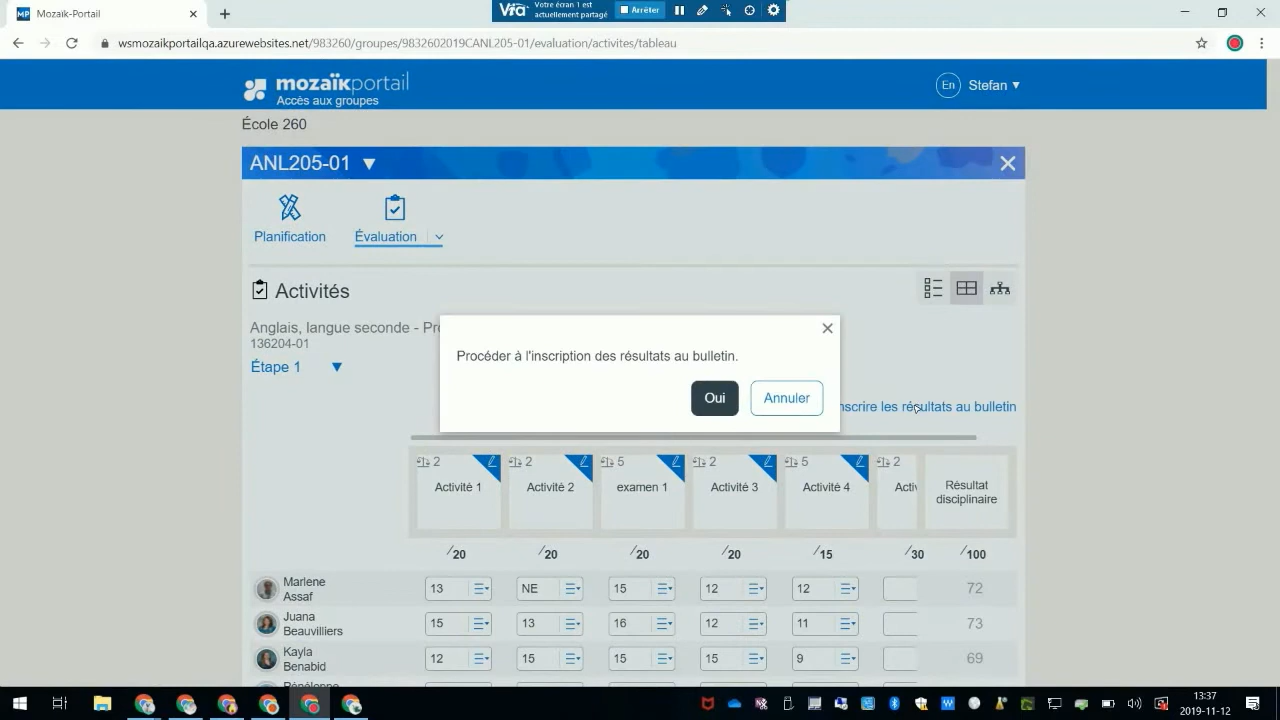 Mozaïk-Portail
Via
Votre écran 1 est
actuellement partagé
Arrêter
wsmozaikportailqa.azurewebsites.net/983260/groupes/9832602019CANL205-01/evaluation/activites/tableau
mozaïkportail
Accès aux groupes
En
Stefan
École 260
ANL205-01
Planification
Évaluation
Activités
Anglais, langue seconde - Pr
136204-01
Étape 1
Procéder à l'inscription des résultats au bulletin.
Oui
Annuler
nscrire les résultats au bulletin
2
2
5
2
5
2
Activité 1
Activité 2
examen 1
Activité 3
Activité 4
Activ
Résultat
disciplinaire
/20
/20
/20
/20
/15
/30
/100
Marlene
Assaf
13
NE
15
12
12
72
Juana
Beauvilliers
15
13
16
12
11
73
Kayla
Benabid
12
15
15
15
9
69
13:37
2019-11-12